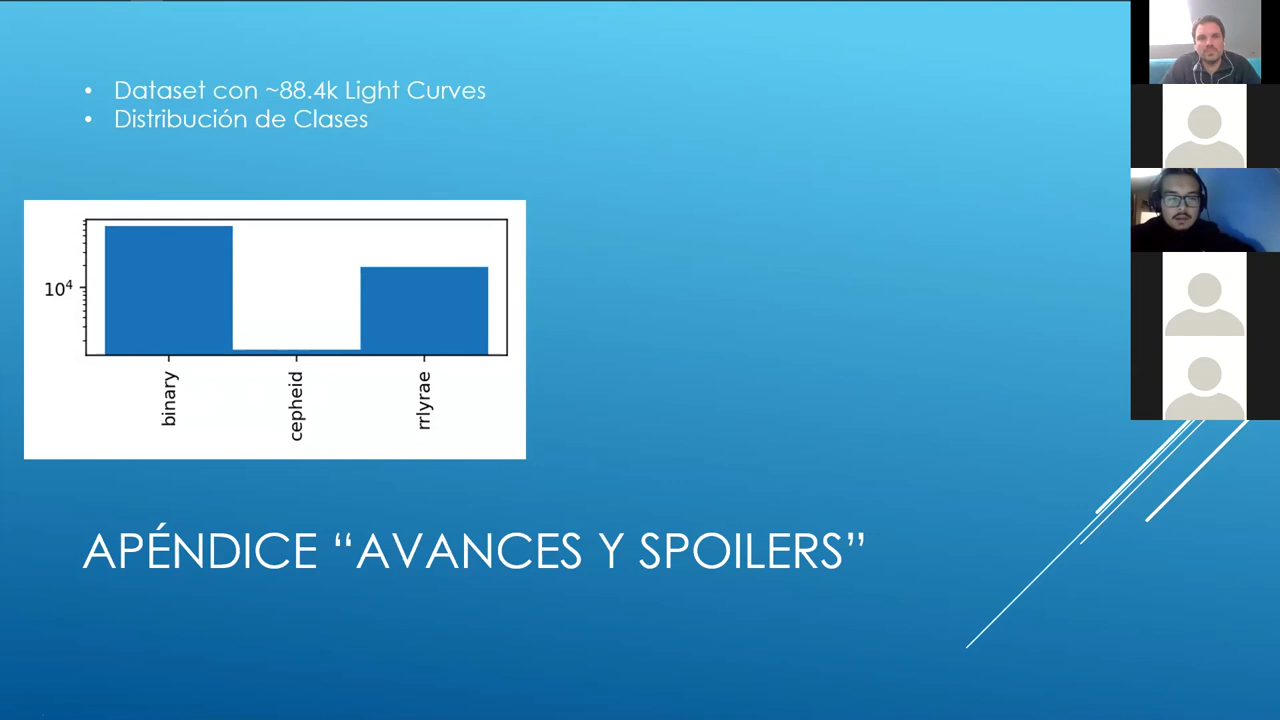 • Dataset con ~88.4k Light Curves
• Distribución de Clases
10⁴
binary
cepheid
rrlyrae
APÉNDICE “AVANCES Y SPOILERS”